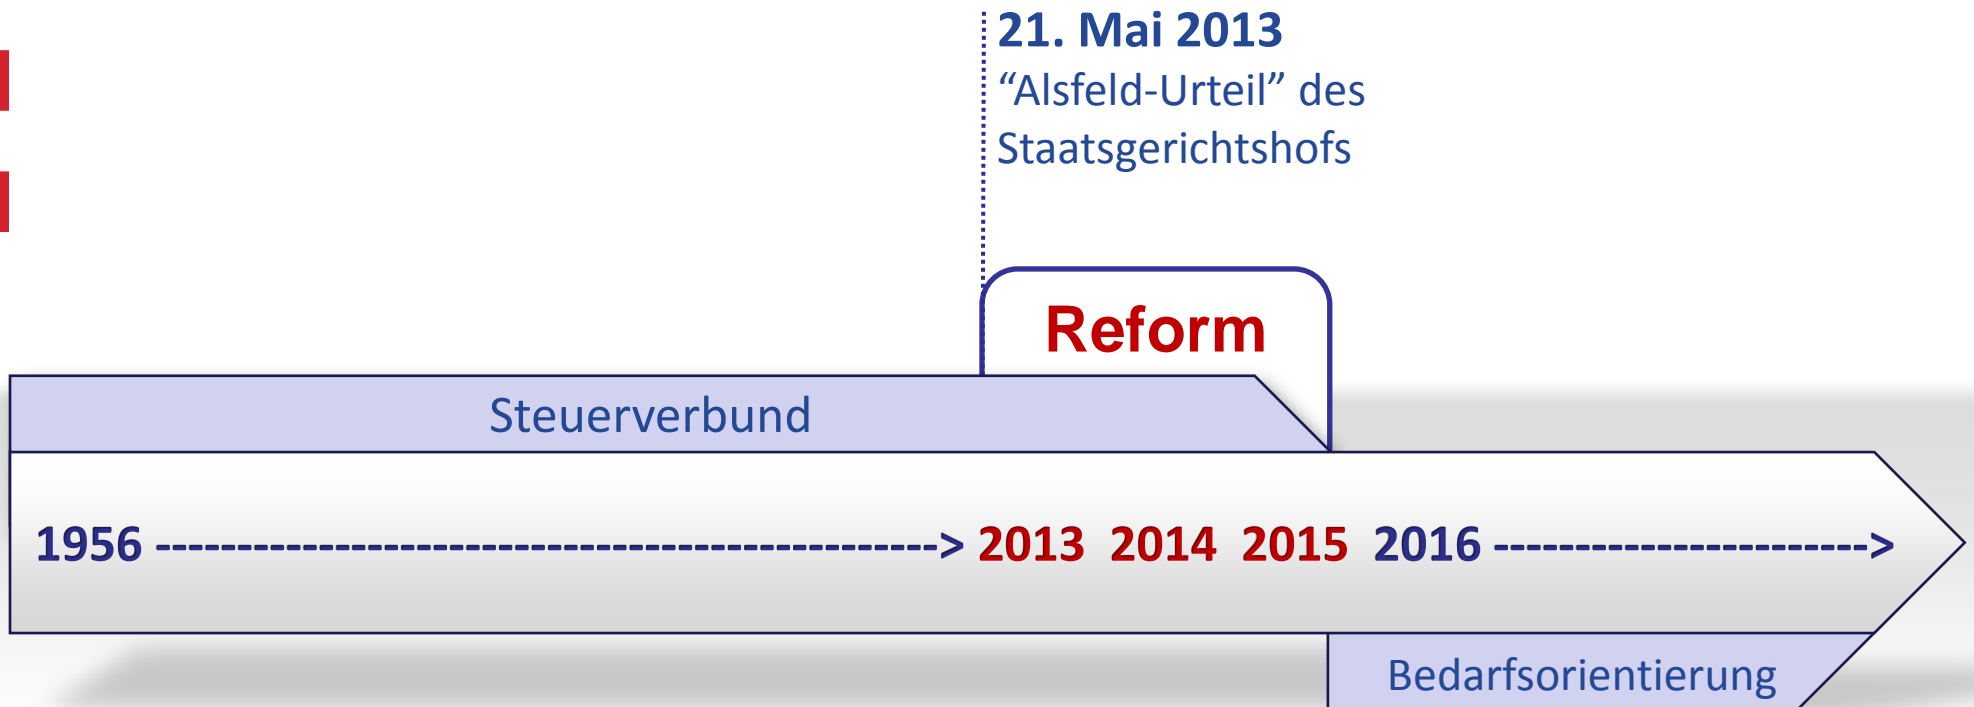 21. Mai 2013
“Alsfeld-Urteil” des
Staatsgerichtshofs
Reform
Steuerverbund
1956 ------------------------------------------------> 2013 2014 2015 2016 ----------------------->
Bedarfsorientierung